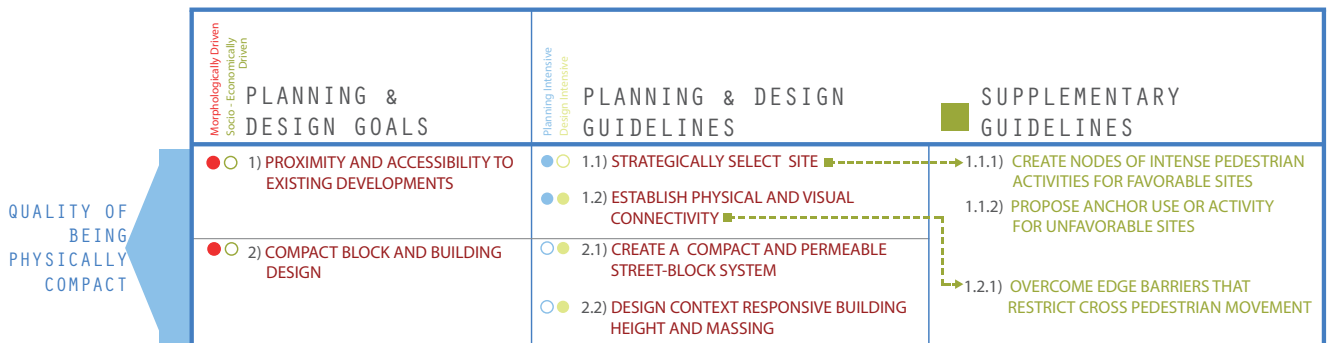 Morphologically Driven
Socio - Economically
Driven
PLANNING &
DESIGN GOALS
Planning Intensive
Design Intensive
PLANNING & DESIGN
GUIDELINES
SUPPLEMENTARY
GUIDELINES
QUALITY OF
BEING
PHYSICALLY
COMPACT
1) PROXIMITY AND ACCESSIBILITY TO
EXISTING DEVELOPMENTS
1.1) STRATEGICALLY SELECT SITE
1.2) ESTABLISH PHYSICAL AND VISUAL
CONNECTIVITY
1.1.1) CREATE NODES OF INTENSE PEDESTRIAN
ACTIVITIES FOR FAVORABLE SITES
1.1.2) PROPOSE ANCHOR USE OR ACTIVITY
FOR UNFAVORABLE SITES
2) COMPACT BLOCK AND BUILDING
DESIGN
2.1) CREATE A COMPACT AND PERMEABLE
STREET-BLOCK SYSTEM
2.2) DESIGN CONTEXT RESPONSIVE BUILDING
HEIGHT AND MASSING
1.2.1) OVERCOME EDGE BARRIERS THAT
RESTRICT CROSS PEDESTRIAN MOVEMENT